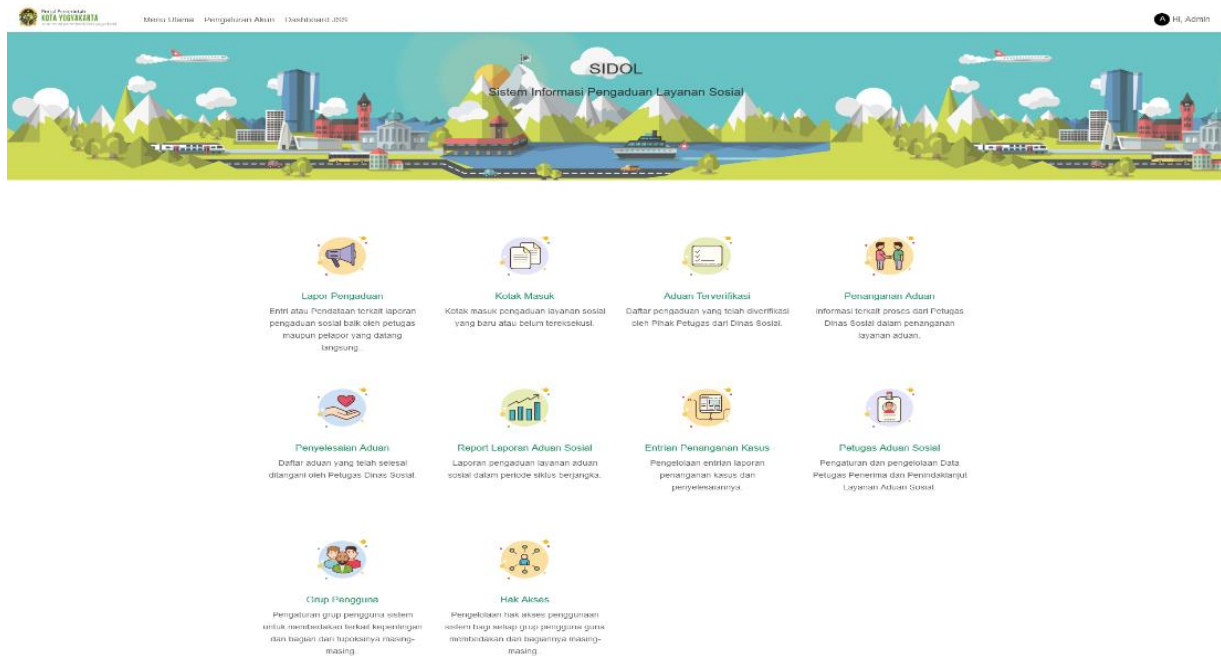 Portal Pemerintah
KOTA YOGYAKARTA
Menu Utama Pengaturan Akun Dashboard JSS
A Hi, Admin
SIDOL
Sistem Informasi Pengaduan Layanan Sosial
Lapor Pengaduan
Entri atau Pendataan terkait laporan
pengaduan sosial baik oleh petugas
maupun pelapor yang datang
langsung.
Kotak Masuk
Kotak masuk pengaduan layanan sosial
yang baru atau belum tereksekusi.
Aduan Terverifikasi
Daftar pengaduan yang telah diverifikasi
oleh Pihak Petugas dari Dinas Sosial.
Penanganan Aduan
Informasi terkait proses dari Petugas
Dinas Sosial dalam penanganan
layanan aduan.
Penyelesaian Aduan
Daftar aduan yang telah selesai
ditangani oleh Petugas Dinas Sosial.
Report Laporan Aduan Sosial
Laporan pengaduan layanan aduan
sosial dalam periode siklus berjangka.
Entrian Penanganan Kasus
Pengelolaan entrian laporan
penanganan kasus dan
penyelesaiannya.
Petugas Aduan Sosial
Pengaturan dan pengelolaan Data
Petugas Penerima dan Penindaklanjut
Layanan Aduan Sosial.
Grup Pengguna
Pengaturan grup pengguna sistem
untuk membedakan terkait kepentingan
dan bagian dan tupoksinya masing-
masing.
Hak Akses
Pengelolaan hak akses penggunaan
sistem bagi setiap grup pengguna guna
membedakan dan bagiannya masing-
masing.